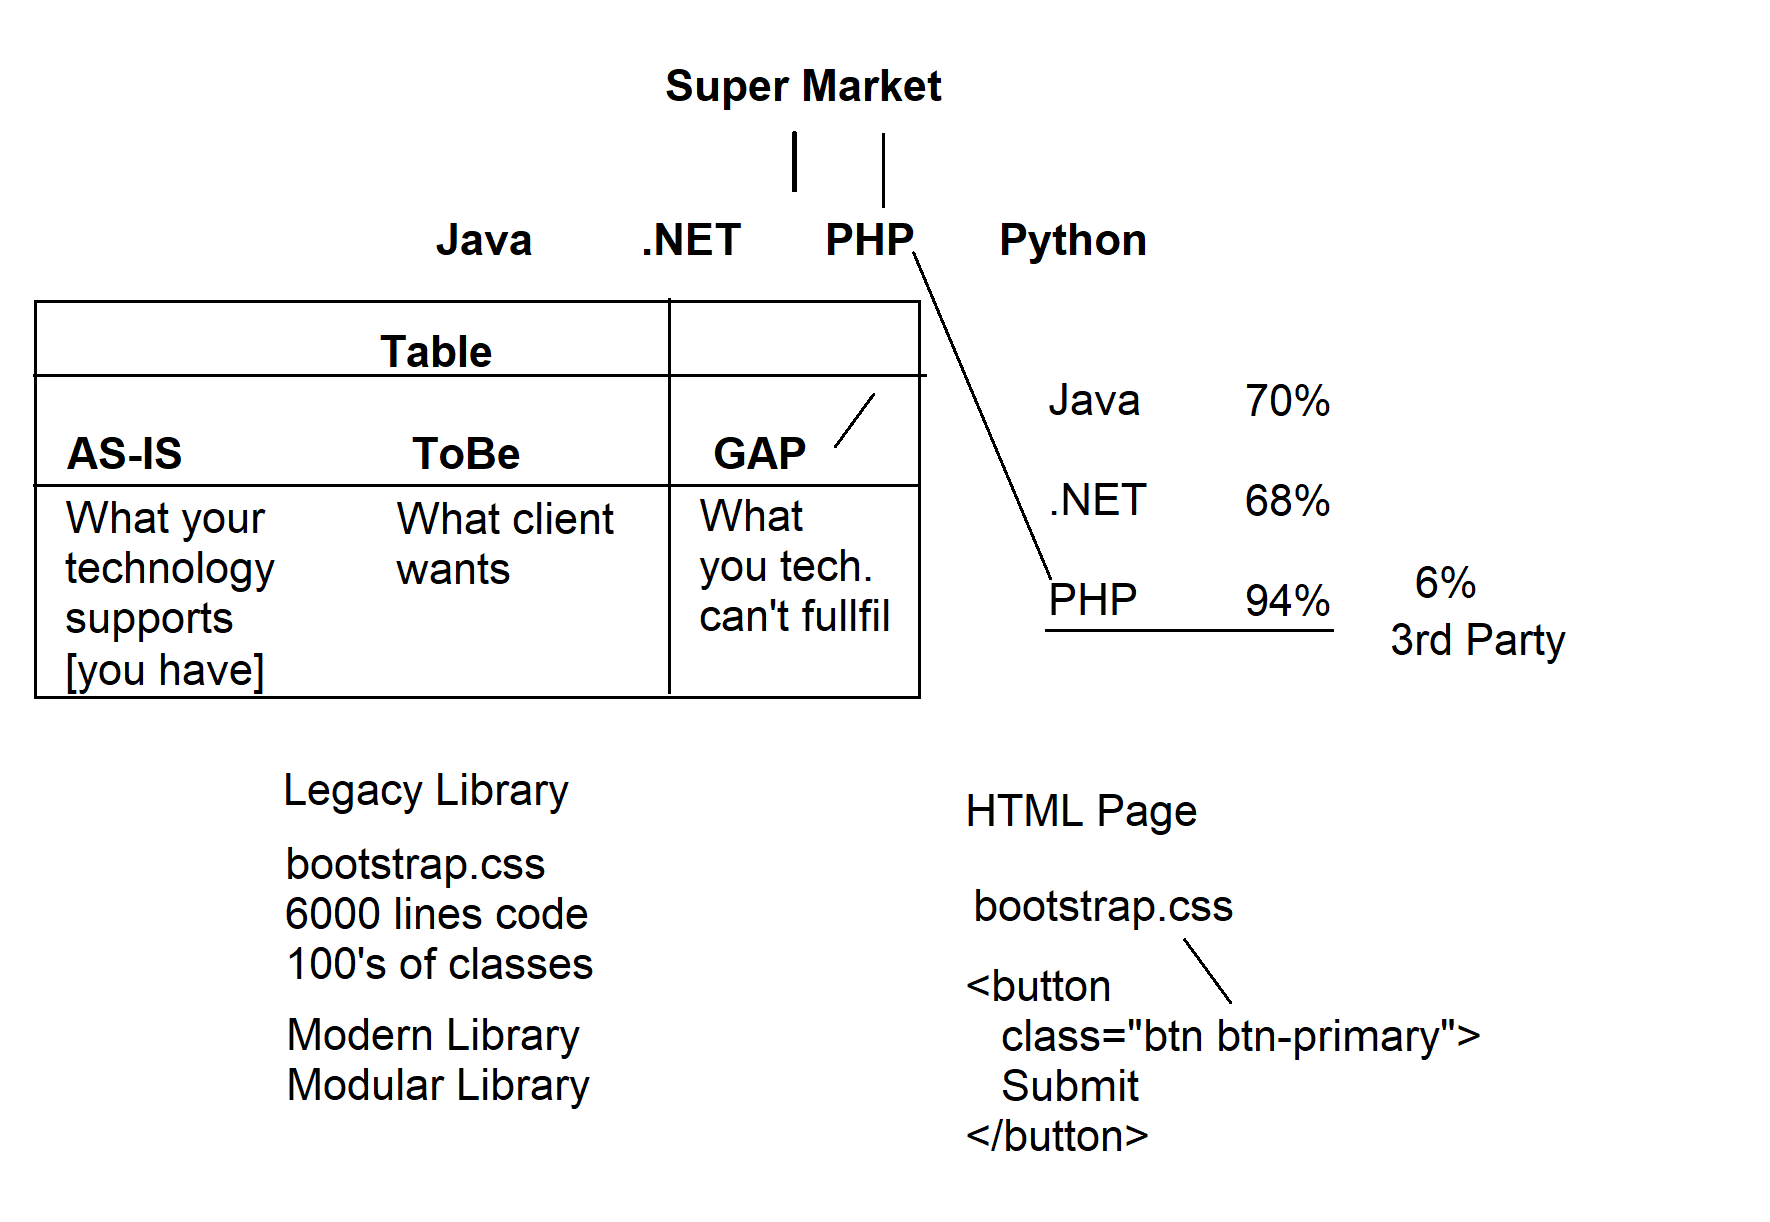 Super Market
Java .NET PHP Python
Table
AS-IS ToBe GAP
What your
technology
supports
[you have]
What client
wants
What
you tech.
can't fullfil
Java 70%
.NET 68%
PHP 94%
6%
3rd Party
Legacy Library
bootstrap.css
6000 lines code
100's of classes
Modern Library
Modular Library
HTML Page
bootstrap.css
<button
class="btn btn-primary">
Submit
</button>